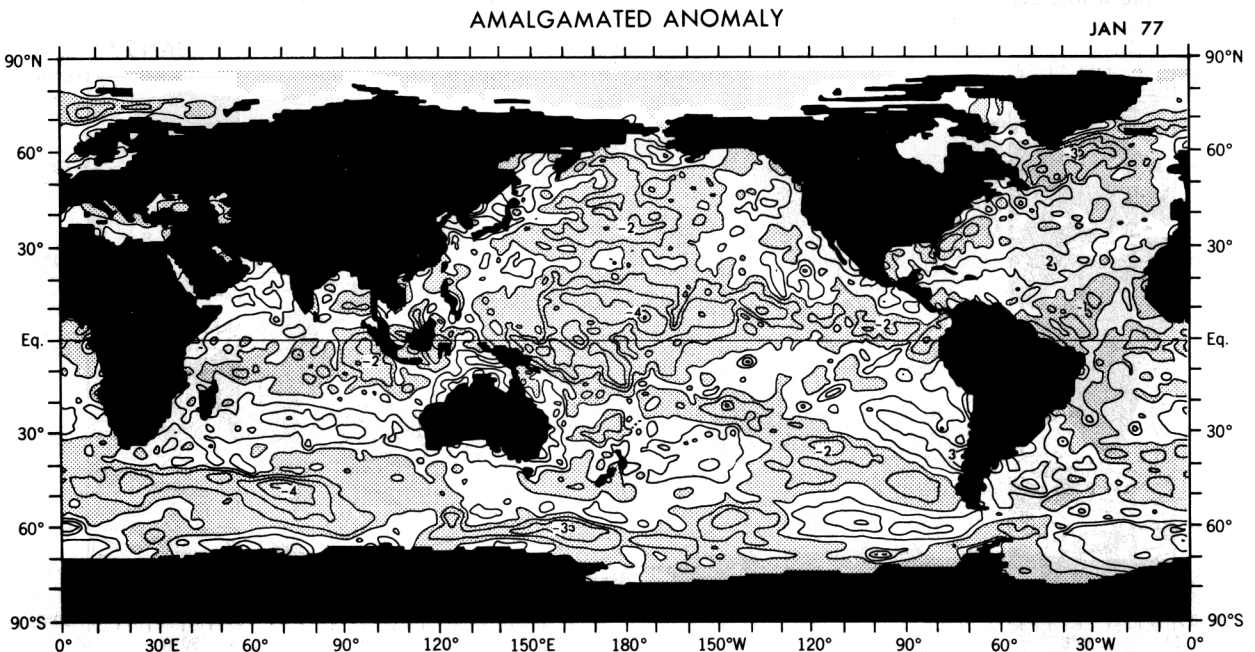 AMALGAMATED ANOMALY
JAN 77
90°N 90°N
60° -3 60°
-2
30° 30°
2
-4 -2
Eq. Eq.
-2
30° 30°
-2 3
-4
60° 60°
90°S 90°S
0° 30°E 60° 90° 120° 150°E 180° 150°W 120° 90° 60° 30°W 0°